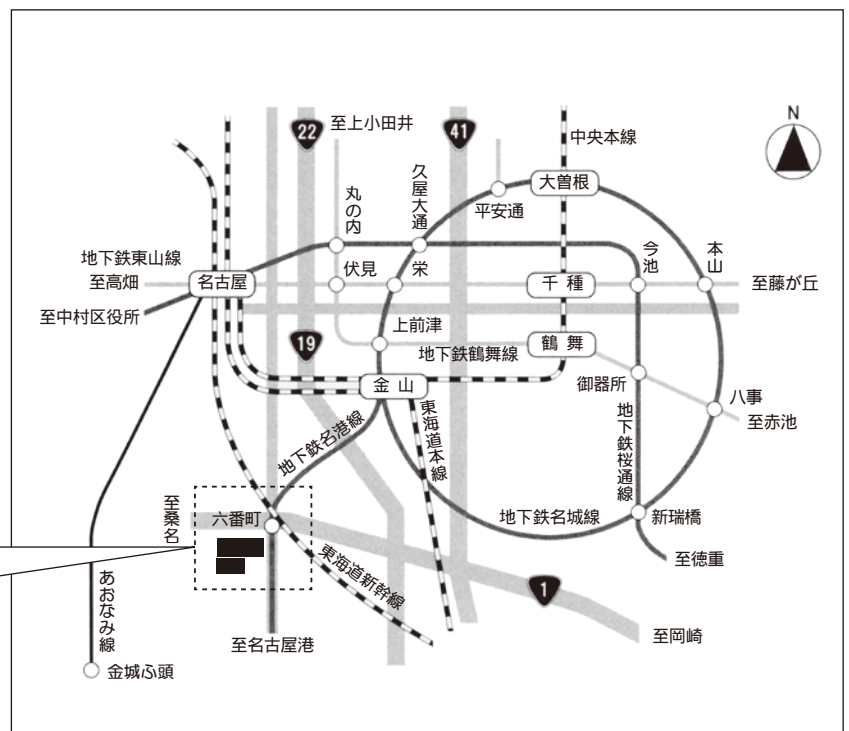 N
22
至上小田井
41
中央本線
久屋大通
大曽根
丸の内
平安通
地下鉄東山線
今池
本山
至高畑
名古屋
伏見
栄
千種
至藤が丘
至中村区役所
上前津
19
地下鉄鶴舞線
鶴舞
金山
御器所
八事
至赤池
東海道本線
地下鉄名港線
地下鉄桜通線
至桑名
六番町
地下鉄名城線
新瑞橋
東海道新幹線
至徳重
あおなみ線
1
至名古屋港
至岡崎
金城ふ頭